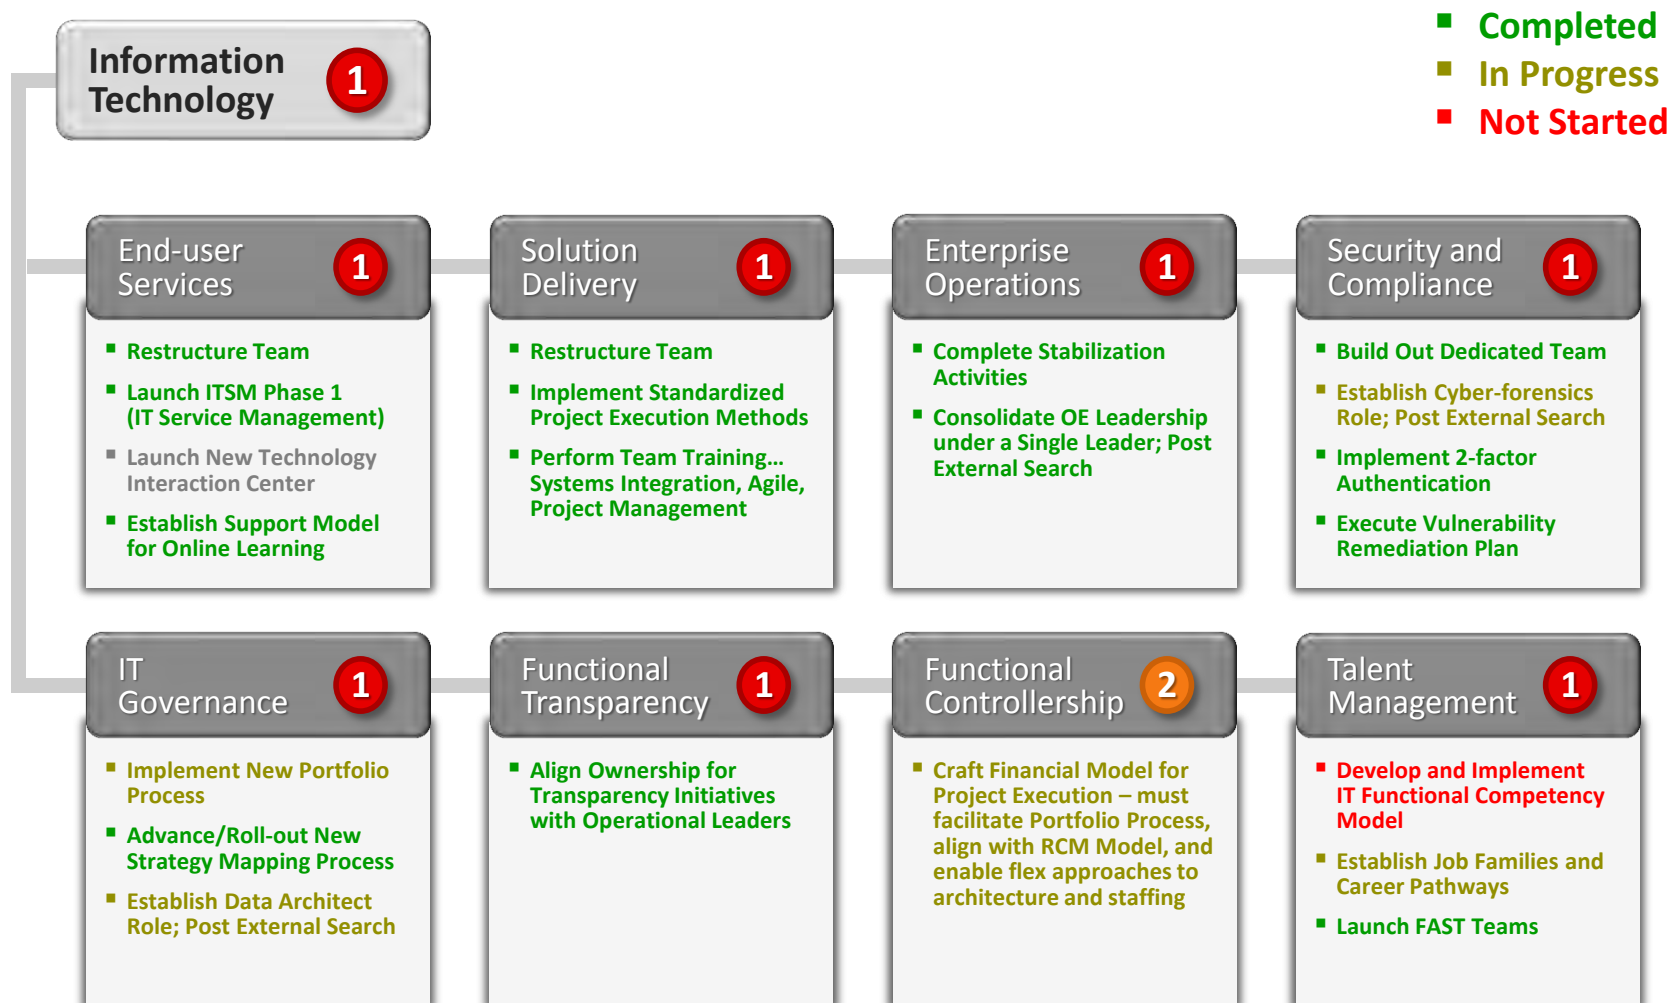 Information
Technology
1
Completed
In Progress
Not Started
End-user
Services
1
Restructure Team
Launch ITSM Phase 1
(IT Service Management)
Launch New Technology
Interaction Center
Establish Support Model
for Online Learning
Solution
Delivery
1
Restructure Team
Implement Standardized
Project Execution Methods
Perform Team Training…
Systems Integration, Agile,
Project Management
Enterprise
Operations
1
Complete Stabilization
Activities
Consolidate OE Leadership
under a Single Leader; Post
External Search
Security and
Compliance
1
Build Out Dedicated Team
Establish Cyber-forensics
Role; Post External Search
Implement 2-factor
Authentication
Execute Vulnerability
Remediation Plan
IT
Governance
1
Implement New Portfolio
Process
Advance/Roll-out New
Strategy Mapping Process
Establish Data Architect
Role; Post External Search
Functional
Transparency
1
Align Ownership for
Transparency Initiatives
with Operational Leaders
Functional
Controllership
2
Craft Financial Model for
Project Execution – must
facilitate Portfolio Process,
align with RCM Model, and
enable flex approaches to
architecture and staffing
Talent
Management
1
Develop and Implement
IT Functional Competency
Model
Establish Job Families and
Career Pathways
Launch FAST Teams